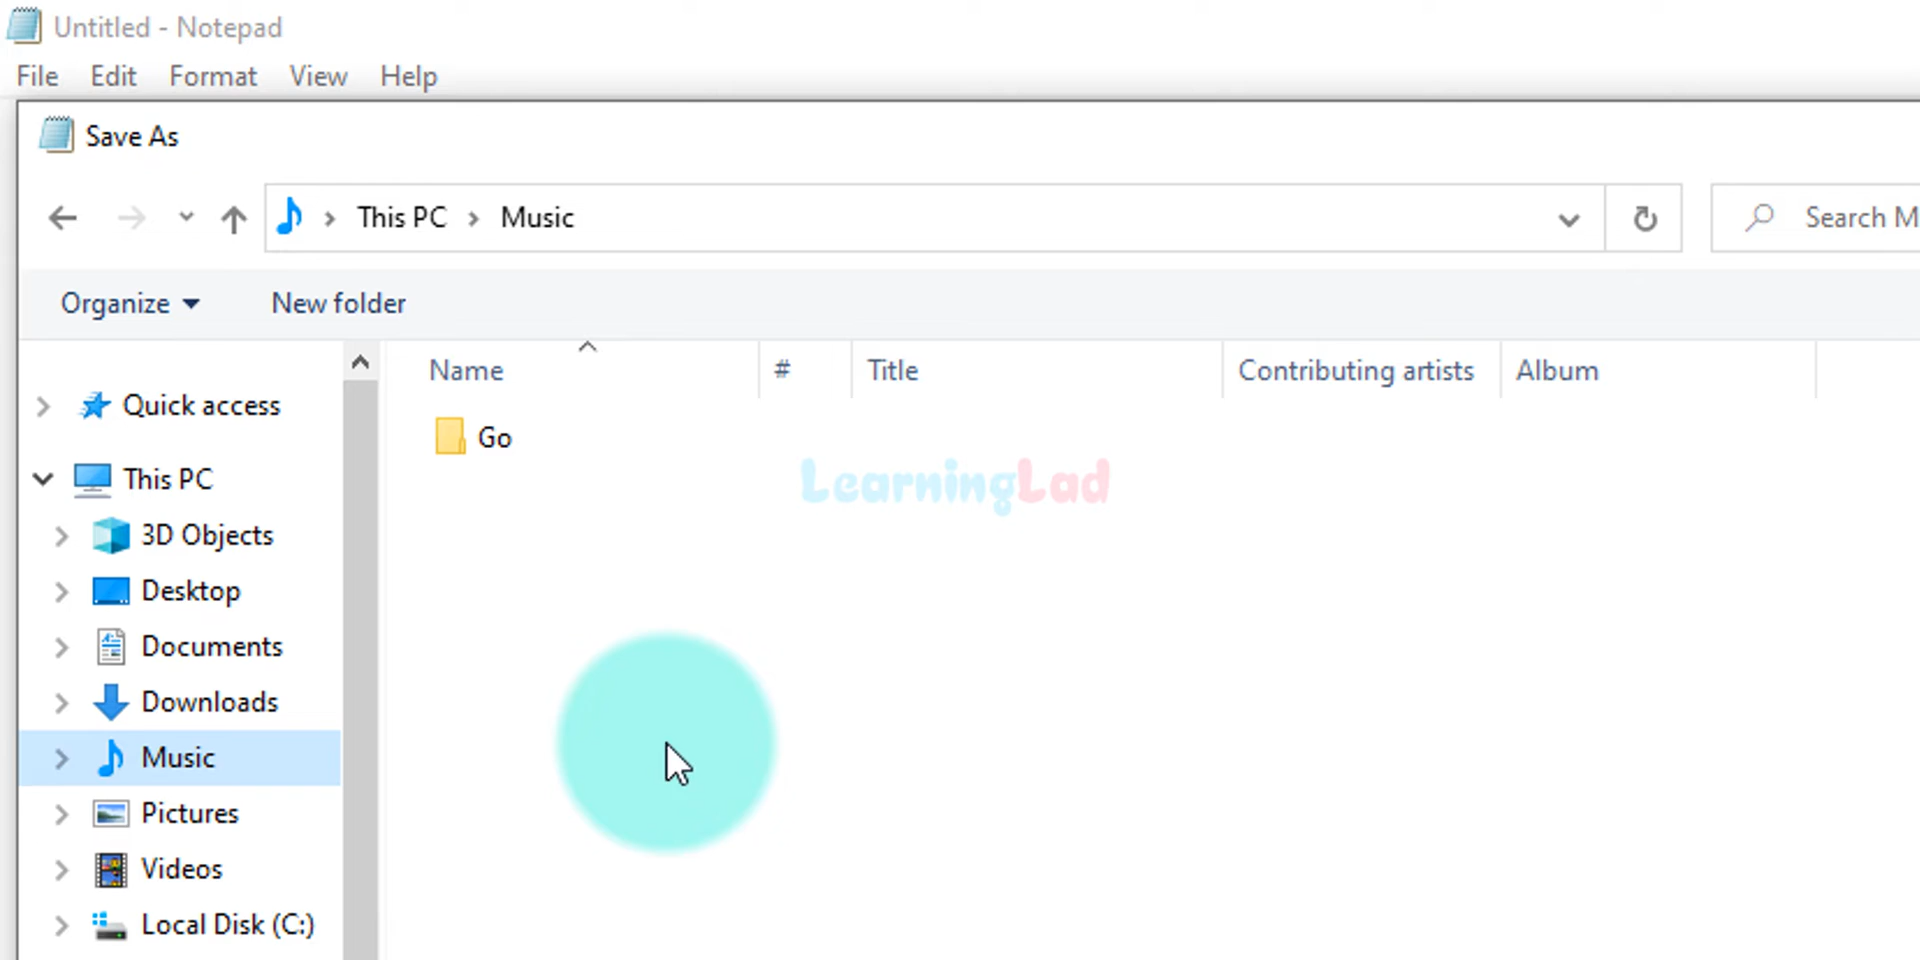 Untitled - Notepad
File Edit Format View Help
Save As
This PC Music
Search M
Organize New folder
Name # Title Contributing artists Album
Quick access
Go
LearningLad
This PC
3D Objects
Desktop
Documents
Downloads
Music
Pictures
Videos
Local Disk (C:)